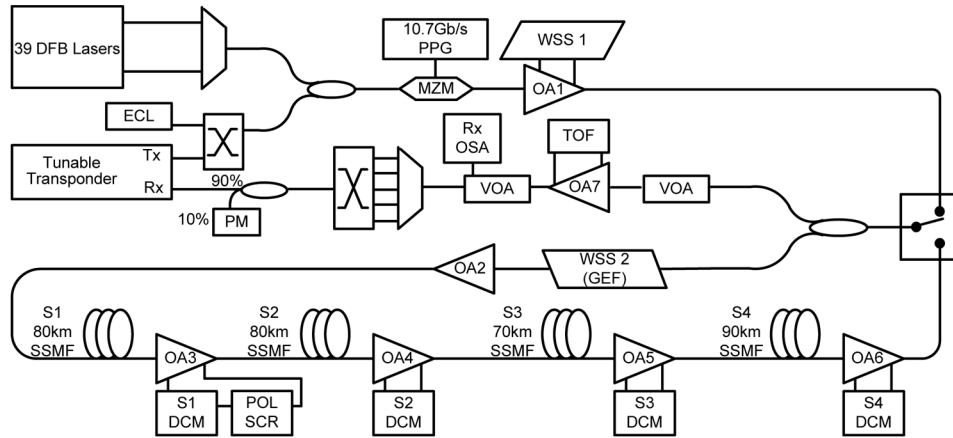 39 DFB Lasers
10.7Gb/s
PPG
WSS 1
MZM
OA1
ECL
Tunable
Transponder
Tx
Rx
90%
10%
PM
Rx
OSA
VOA
TOF
OA7
VOA
OA2
WSS 2
(GEF)
S1
80km
SSMF
OA3
S1
DCM
POL
SCR
S2
80km
SSMF
OA4
S2
DCM
S3
70km
SSMF
OA5
S3
DCM
S4
90km
SSMF
OA6
S4
DCM